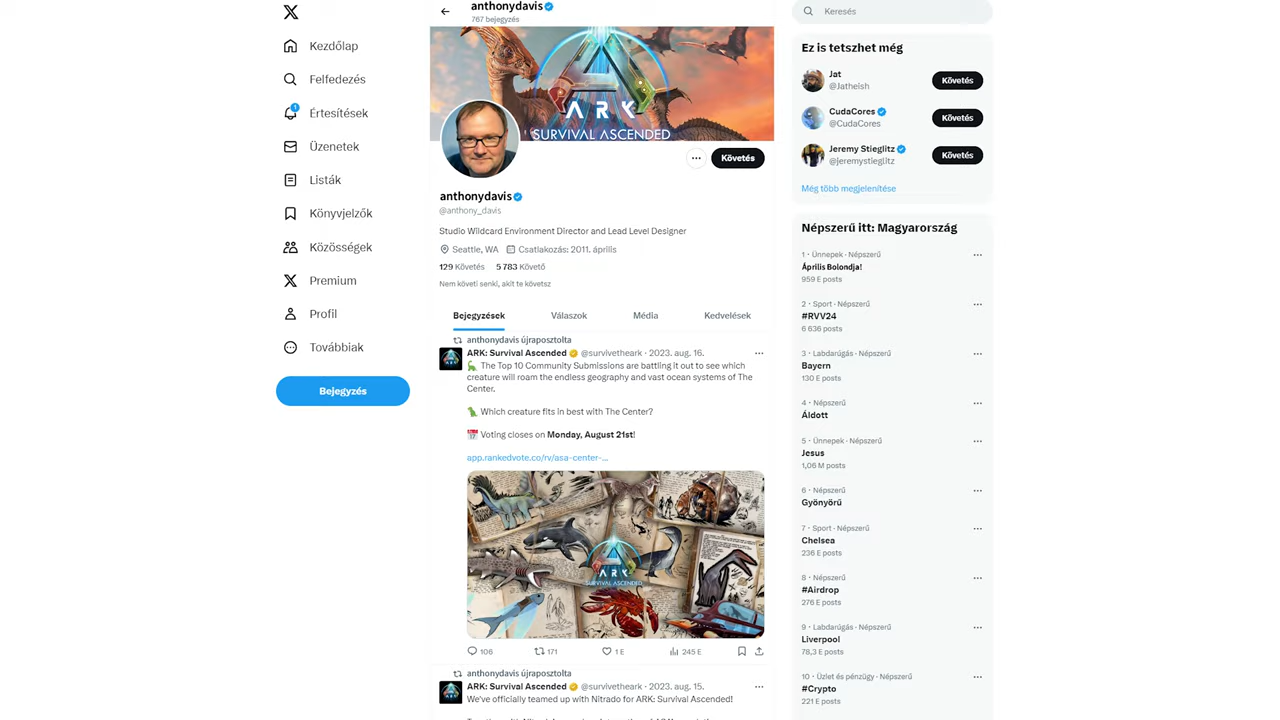 Kezdőlap
Felfedezés
1
Értesítések
Üzenetek
Listák
Könyvjelzők
Közösségek
Premium
Profil
Továbbiak
Bejegyzés
anthonydavis
767 bejegyzés
ARK
SURVIVAL ASCENDED
Követés
anthonydavis
@anthony_davis
Studio Wildcard Environment Director and Lead Level Designer
Seattle, WA Csatlakozás: 2011. április
129 Követés 5 783 Követő
Nem követi senki, akit te követsz
Bejegyzések Válaszok Média Kedvelések
anthonydavis újraposztolta
ARK: Survival Ascended @survivetheark · 2023. aug. 16.
The Top 10 Community Submissions are battling it out to see which
creature will roam the endless geography and vast ocean systems of The
Center.
Which creature fits in best with The Center?
Voting closes on Monday, August 21st!
app.rankedvote.co/rv/asa-center-...
ARK
SURVIVAL ASCENDED
106 171 1 E 245 E
anthonydavis újraposztolta
ARK: Survival Ascended @survivetheark · 2023. aug. 15.
We've officially teamed up with Nitrado for ARK: Survival Ascended!
Keresés
Ez is tetszhet még
Jat
@Jatheish
Követés
CudaCores
@CudaCores
Követés
Jeremy Stieglitz
@jeremystieglitz
Követés
Még több megjelenítése
Népszerű itt: Magyarország
1 · Ünnepek · Népszerű
Április Bolondja!
959 E posts
2 · Sport · Népszerű
#RVV24
6 636 posts
3 · Labdarúgás · Népszerű
Bayern
130 E posts
4 · Népszerű
Áldott
5 · Ünnepek · Népszerű
Jesus
1,06 M posts
6 · Népszerű
Gyönyörű
7 · Sport · Népszerű
Chelsea
236 E posts
8 · Népszerű
#Airdrop
276 E posts
9 · Labdarúgás · Népszerű
Liverpool
78,3 E posts
10 · Üzlet és pénzügy · Népszerű
#Crypto
221 E posts